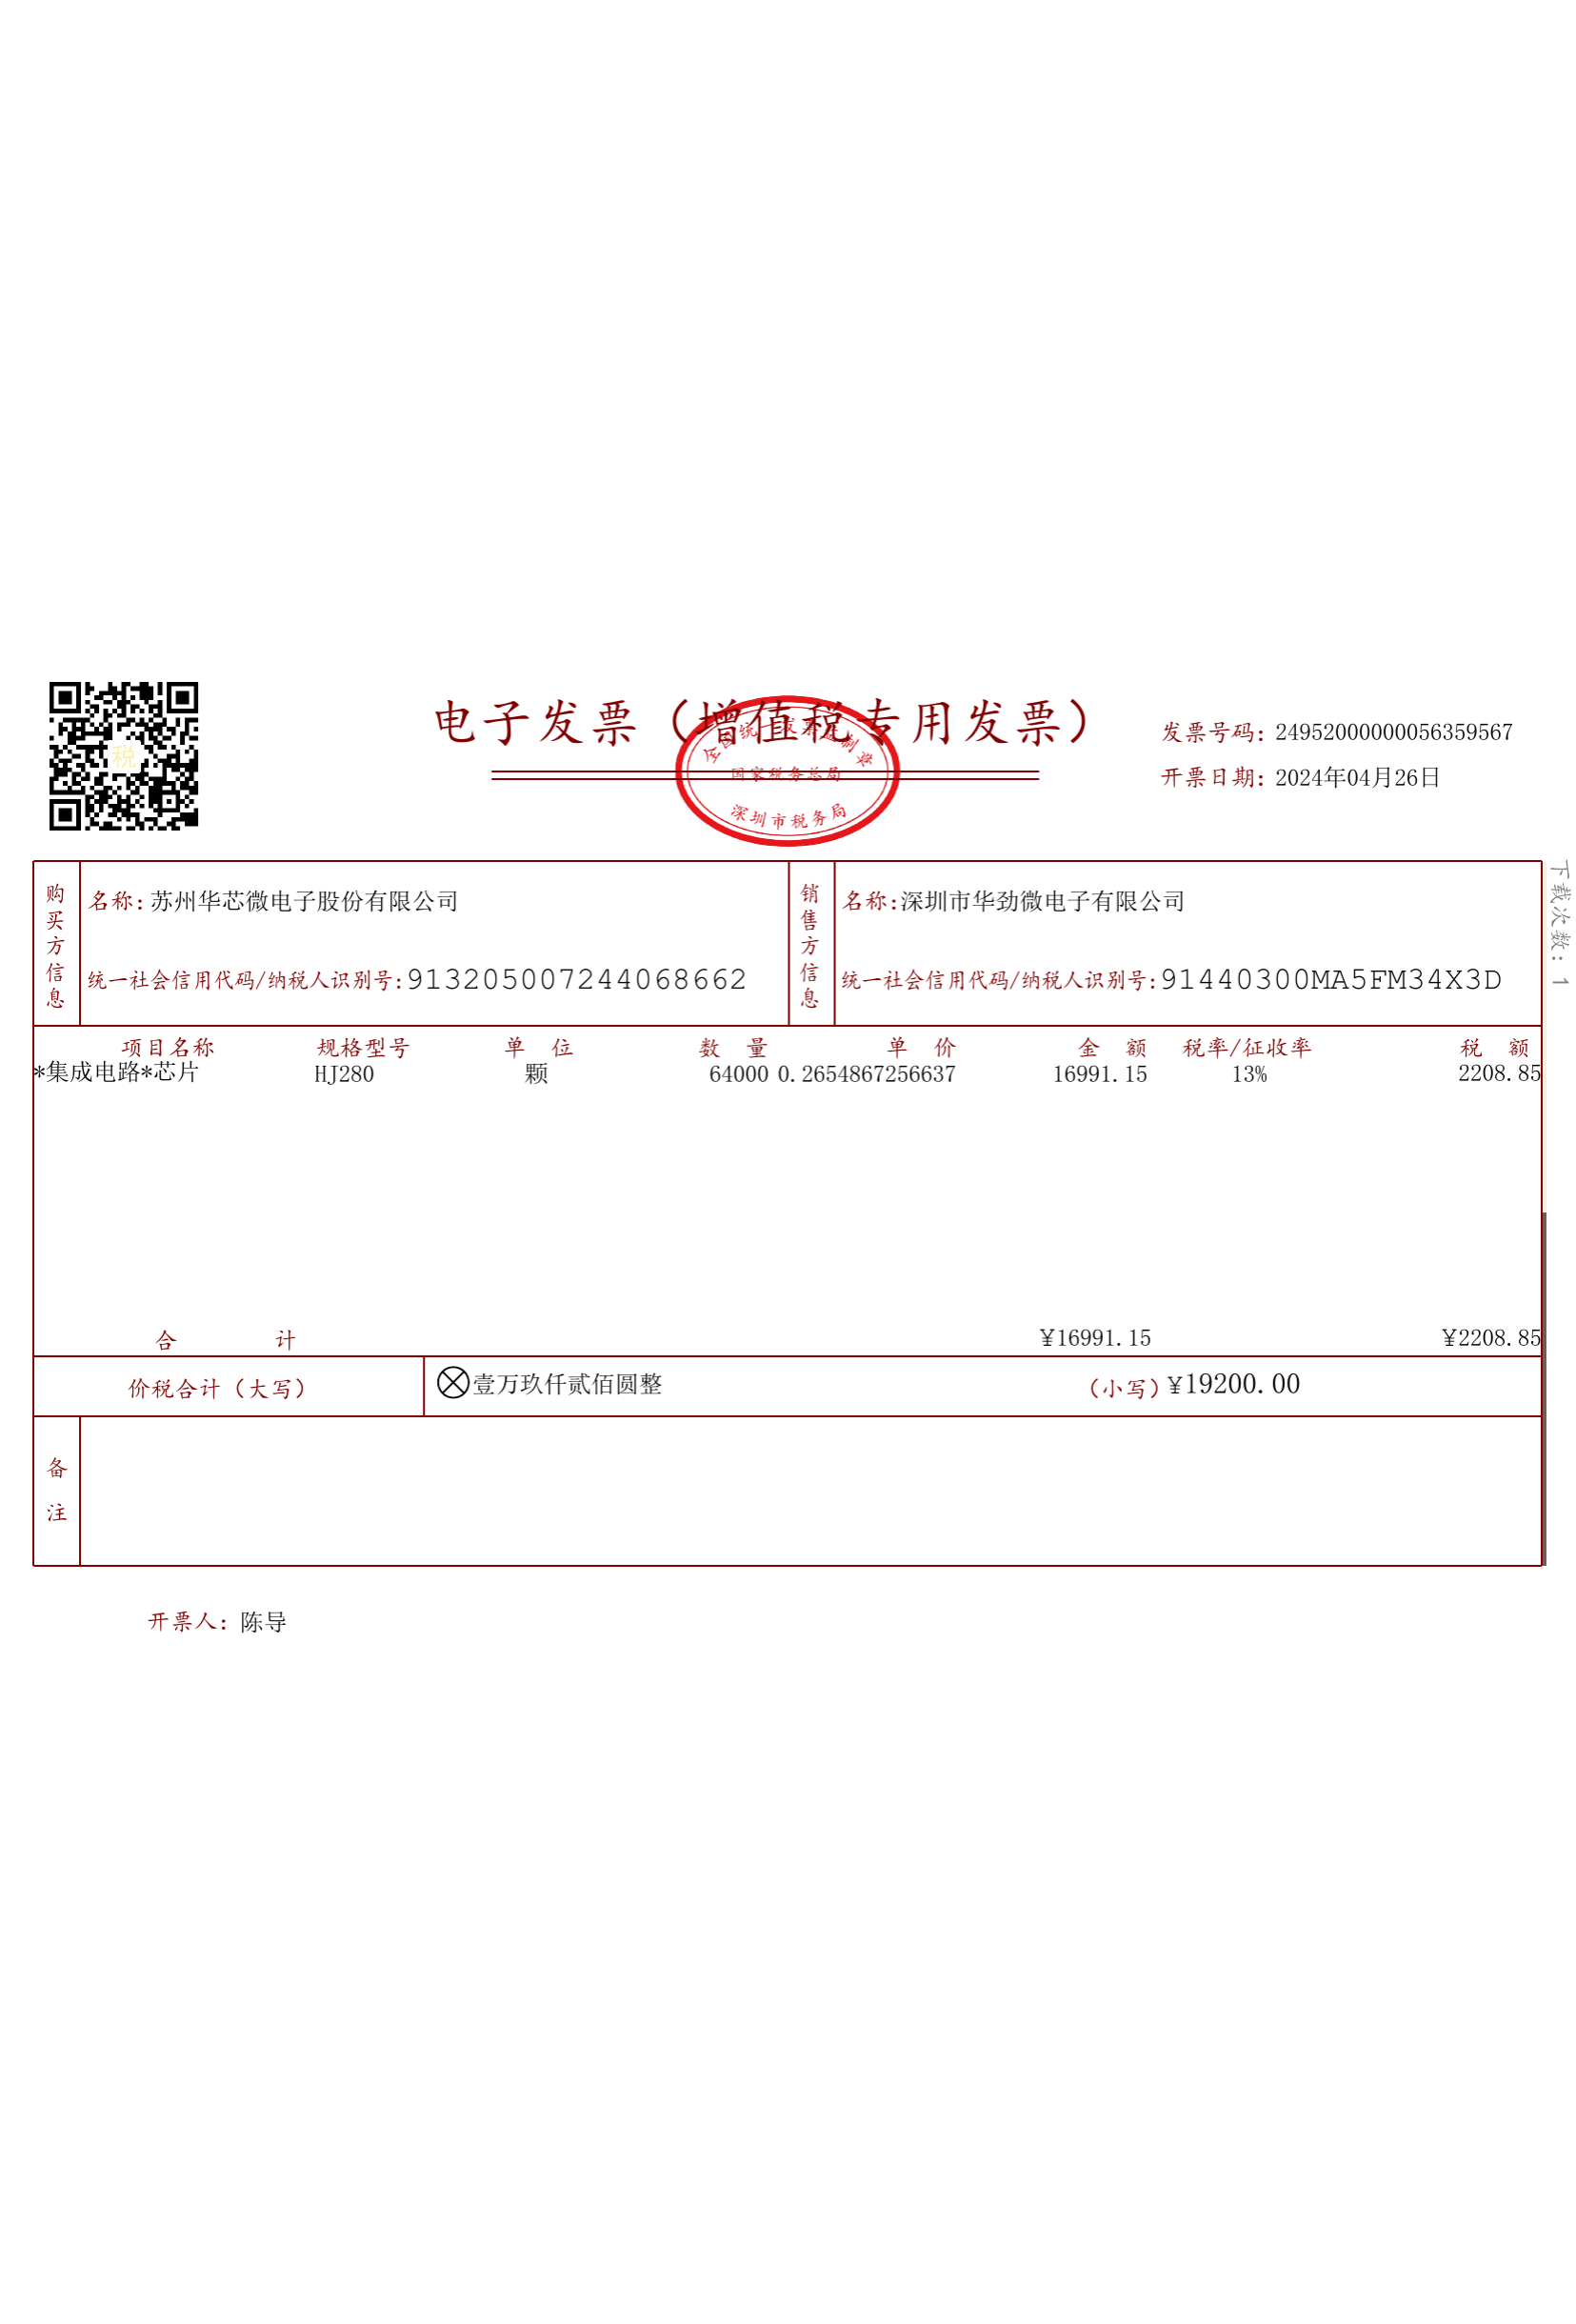 税
电子发票（增值税专用发票）
全国统一发票监制章
国家税务总局
深圳市税务局
发票号码：24952000000056359567
开票日期：2024年04月26日
下载次数：1
购买方信息
名称：苏州华芯微电子股份有限公司
统一社会信用代码/纳税人识别号：913205007244068662
销售方信息
名称：深圳市华劲微电子有限公司
统一社会信用代码/纳税人识别号：91440300MA5FM34X3D
项目名称 规格型号 单 位 数 量 单 价 金 额 税率/征收率 税 额
*集成电路*芯片 HJ280 颗 64000 0.2654867256637 16991.15 13% 2208.85
合 计 ¥16991.15 ¥2208.85
价税合计（大写） 壹万玖仟贰佰圆整 （小写）¥19200.00
备注
开票人：陈导